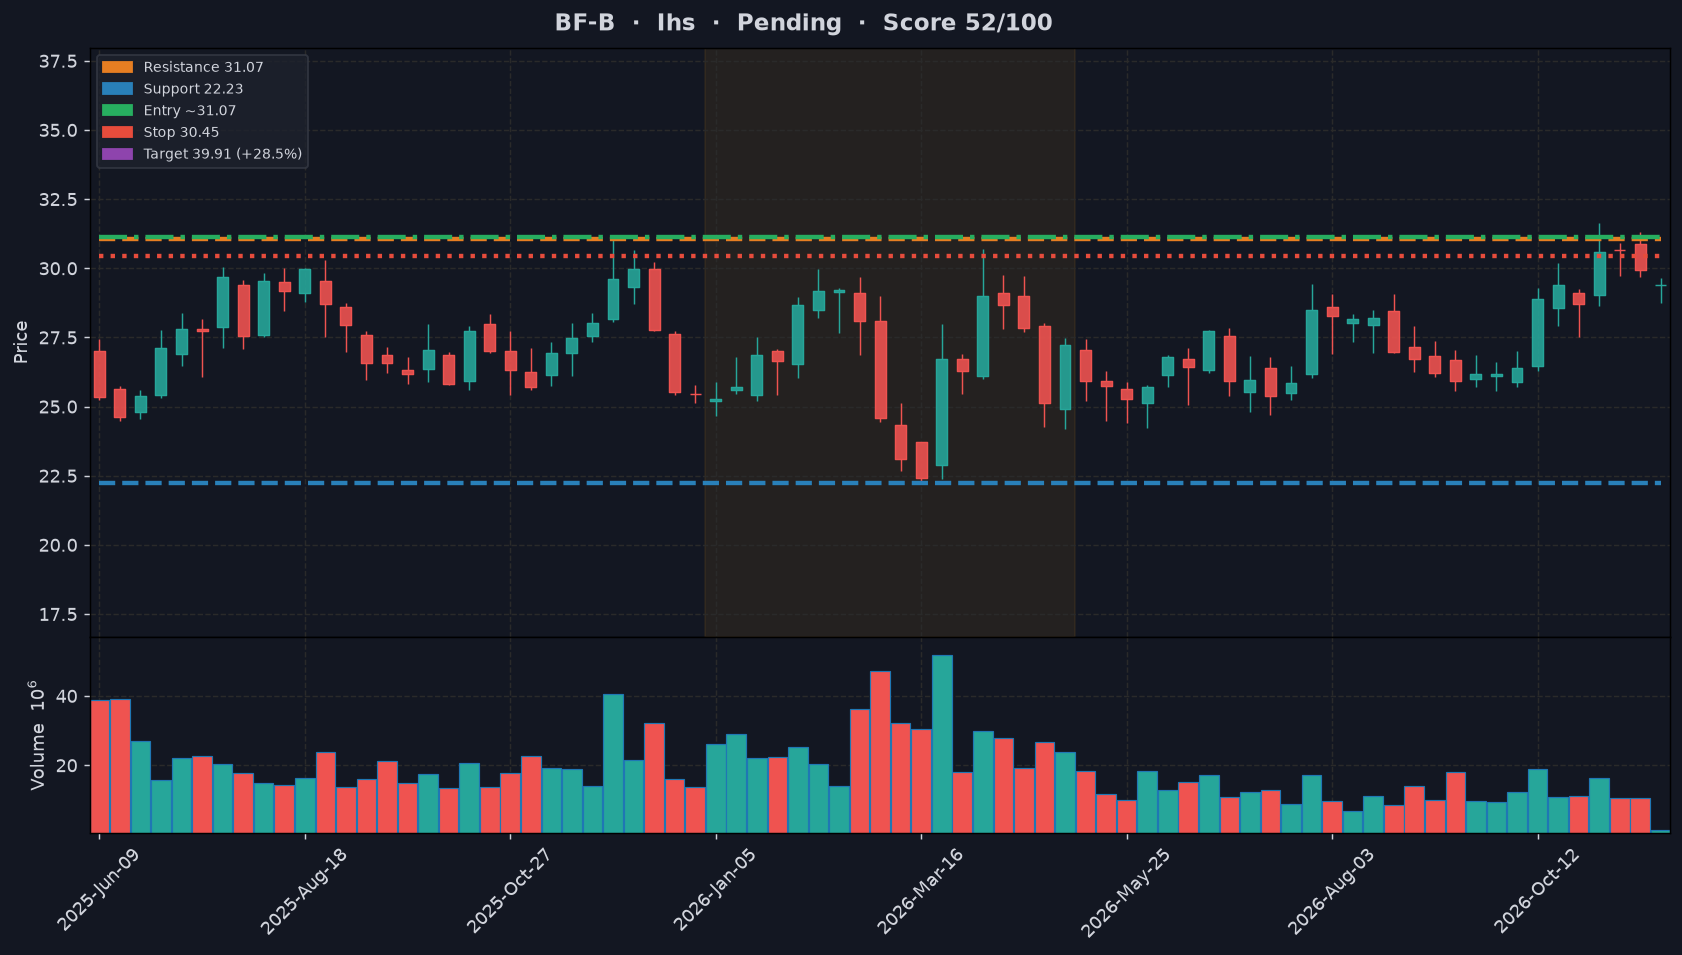 BF-B · Ihs · Pending · Score 52/100
Resistance 31.07
Support 22.23
Entry ~31.07
Stop 30.45
Target 39.91 (+28.5%)
Price
37.5
35.0
32.5
30.0
27.5
25.0
22.5
20.0
17.5
Volume 10⁶
40
20
2025-Jun-09
2025-Aug-18
2025-Oct-27
2026-Jan-05
2026-Mar-16
2026-May-25
2026-Aug-03
2026-Oct-12